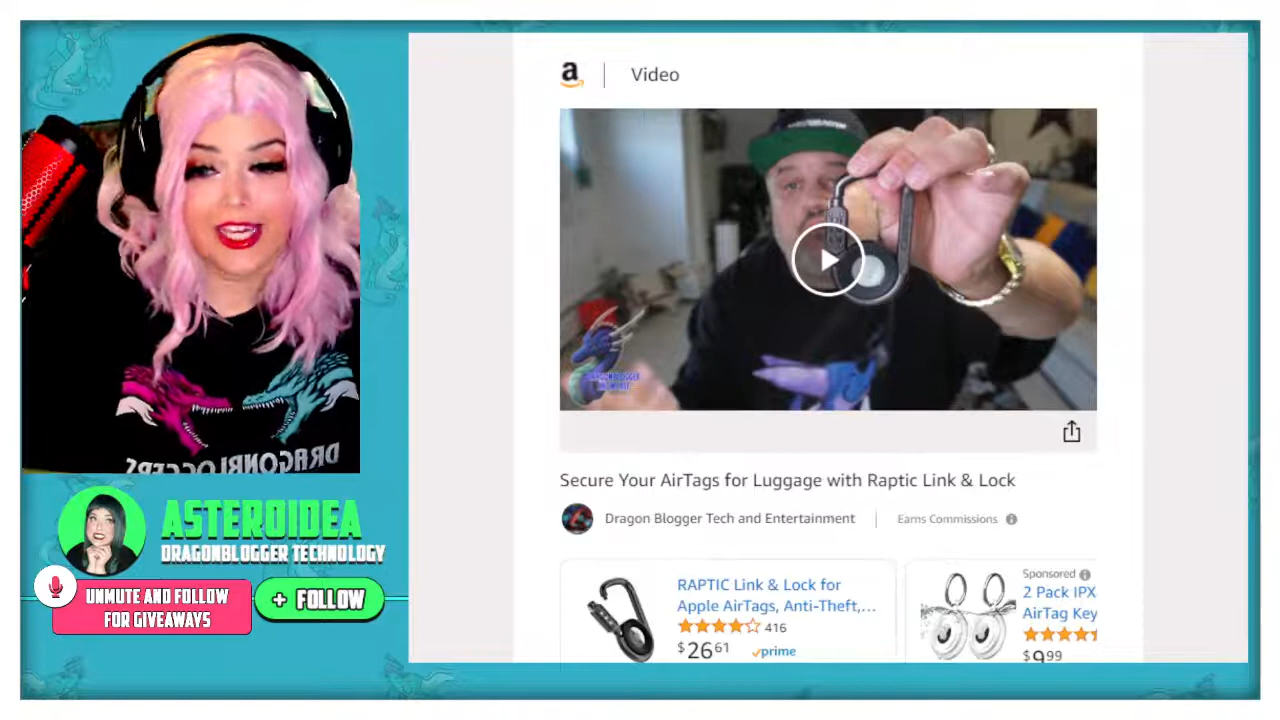 a
Video
DRAGONBLOGGER
Secure Your AirTags for Luggage with Raptic Link & Lock
Dragon Blogger Tech and Entertainment
Earns Commissions
RAPTIC Link & Lock for
Apple AirTags, Anti-Theft,...
416
$26 61
prime
Sponsored
2 Pack IPX
AirTag Key
$9 99
ASTEROIDEA
DRAGONBLOGGER TECHNOLOGY
UNMUTE AND FOLLOW
FOR GIVEAWAYS
+ FOLLOW